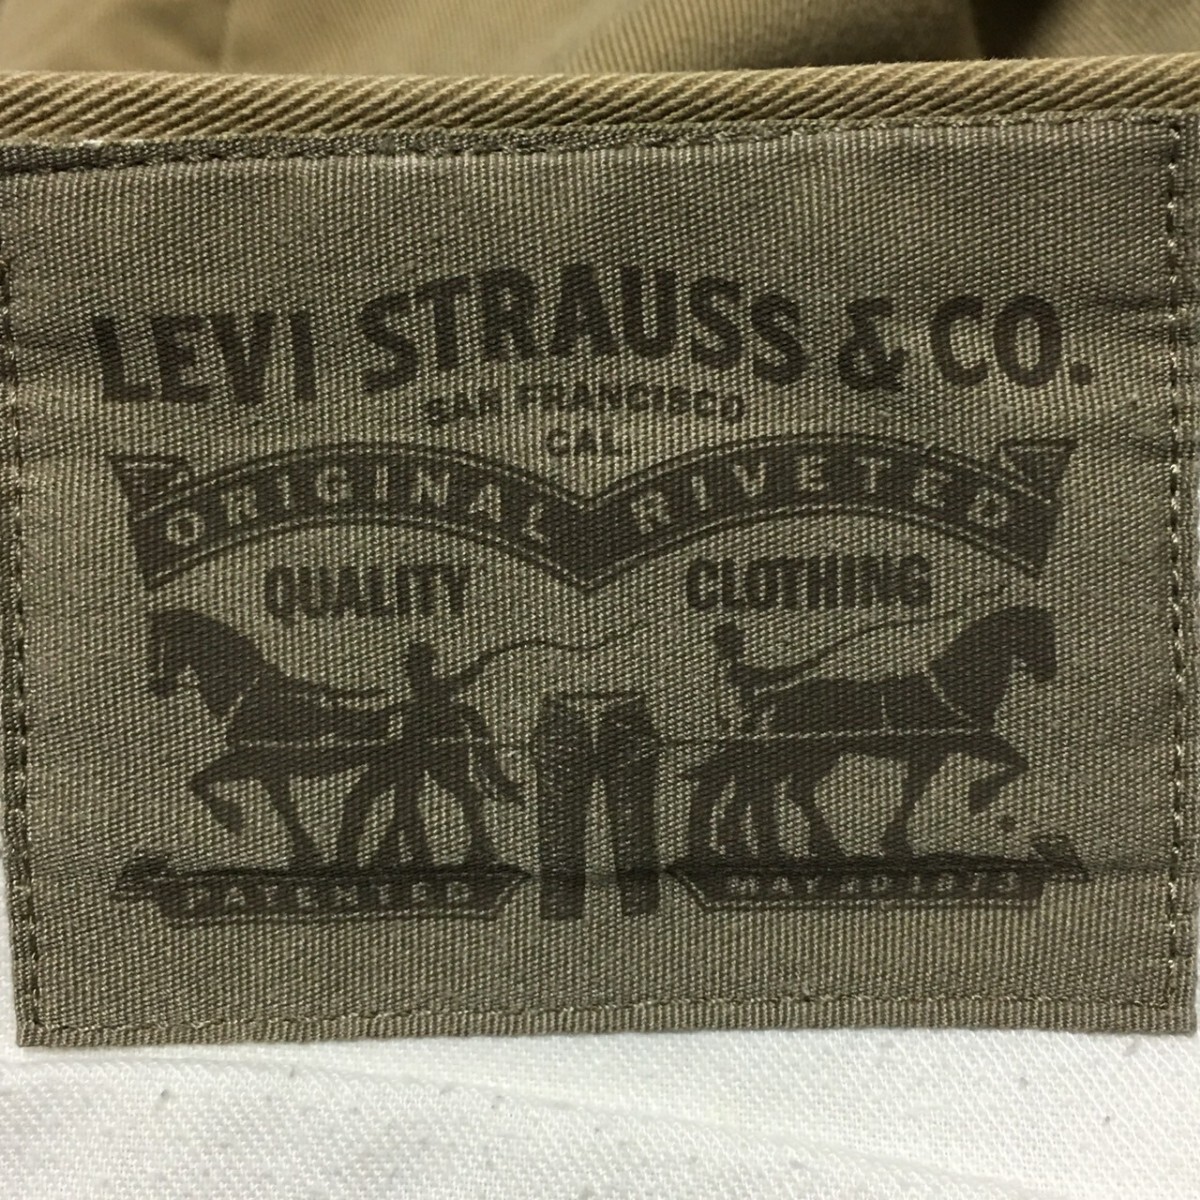 LEVI STRAUSS & CO.
SAN FRANCISCO
CAL.
ORIGINAL RIVETED
QUALITY CLOTHING
PATENTED MAY 20 1873